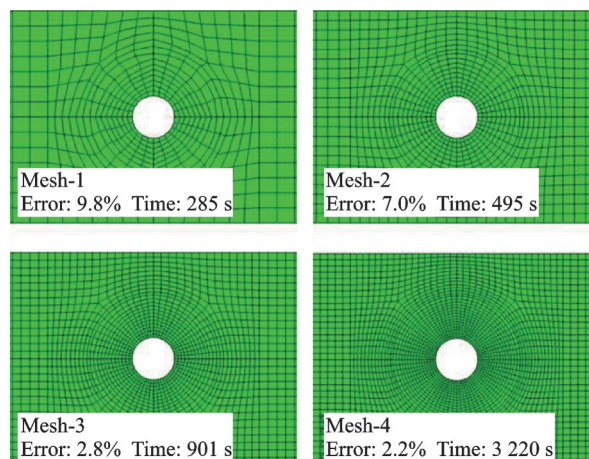 Mesh-1
Error: 9.8% Time: 285 s
Mesh-2
Error: 7.0% Time: 495 s
Mesh-3
Error: 2.8% Time: 901 s
Mesh-4
Error: 2.2% Time: 3 220 s